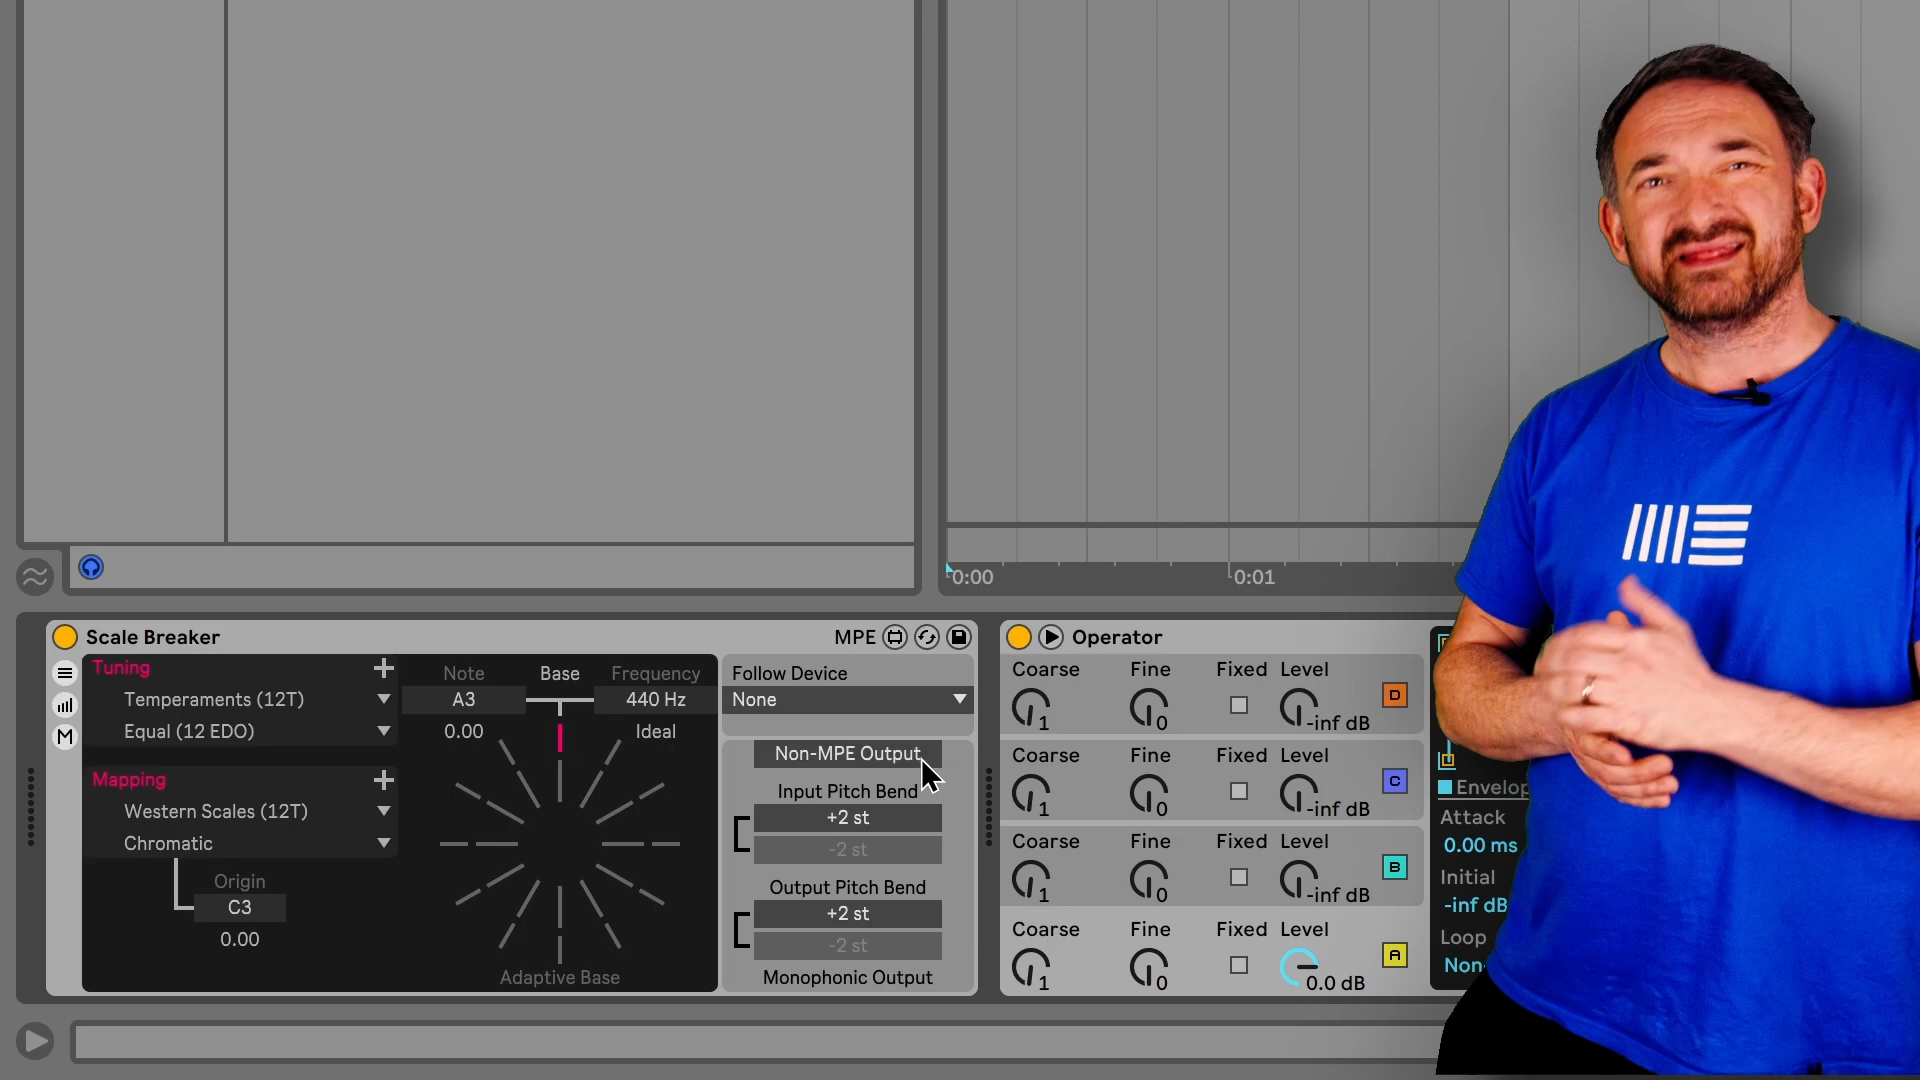 0:00
0:01
Scale Breaker
MPE
Tuning
Temperaments (12T)
Equal (12 EDO)
Mapping
Western Scales (12T)
Chromatic
Origin
C3
0.00
Note
Base
Frequency
A3
440 Hz
0.00
Ideal
Adaptive Base
Follow Device
None
Non-MPE Output
Input Pitch Bend
+2 st
-2 st
Output Pitch Bend
+2 st
-2 st
Monophonic Output
M
Operator
Coarse Fine Fixed Level
1 0 -inf dB D
Coarse Fine Fixed Level
1 0 -inf dB C
Coarse Fine Fixed Level
1 0 -inf dB B
Coarse Fine Fixed Level
1 0 0.0 dB A
Envelop
Attack
0.00 ms
Initial
-inf dB
Loop
Non